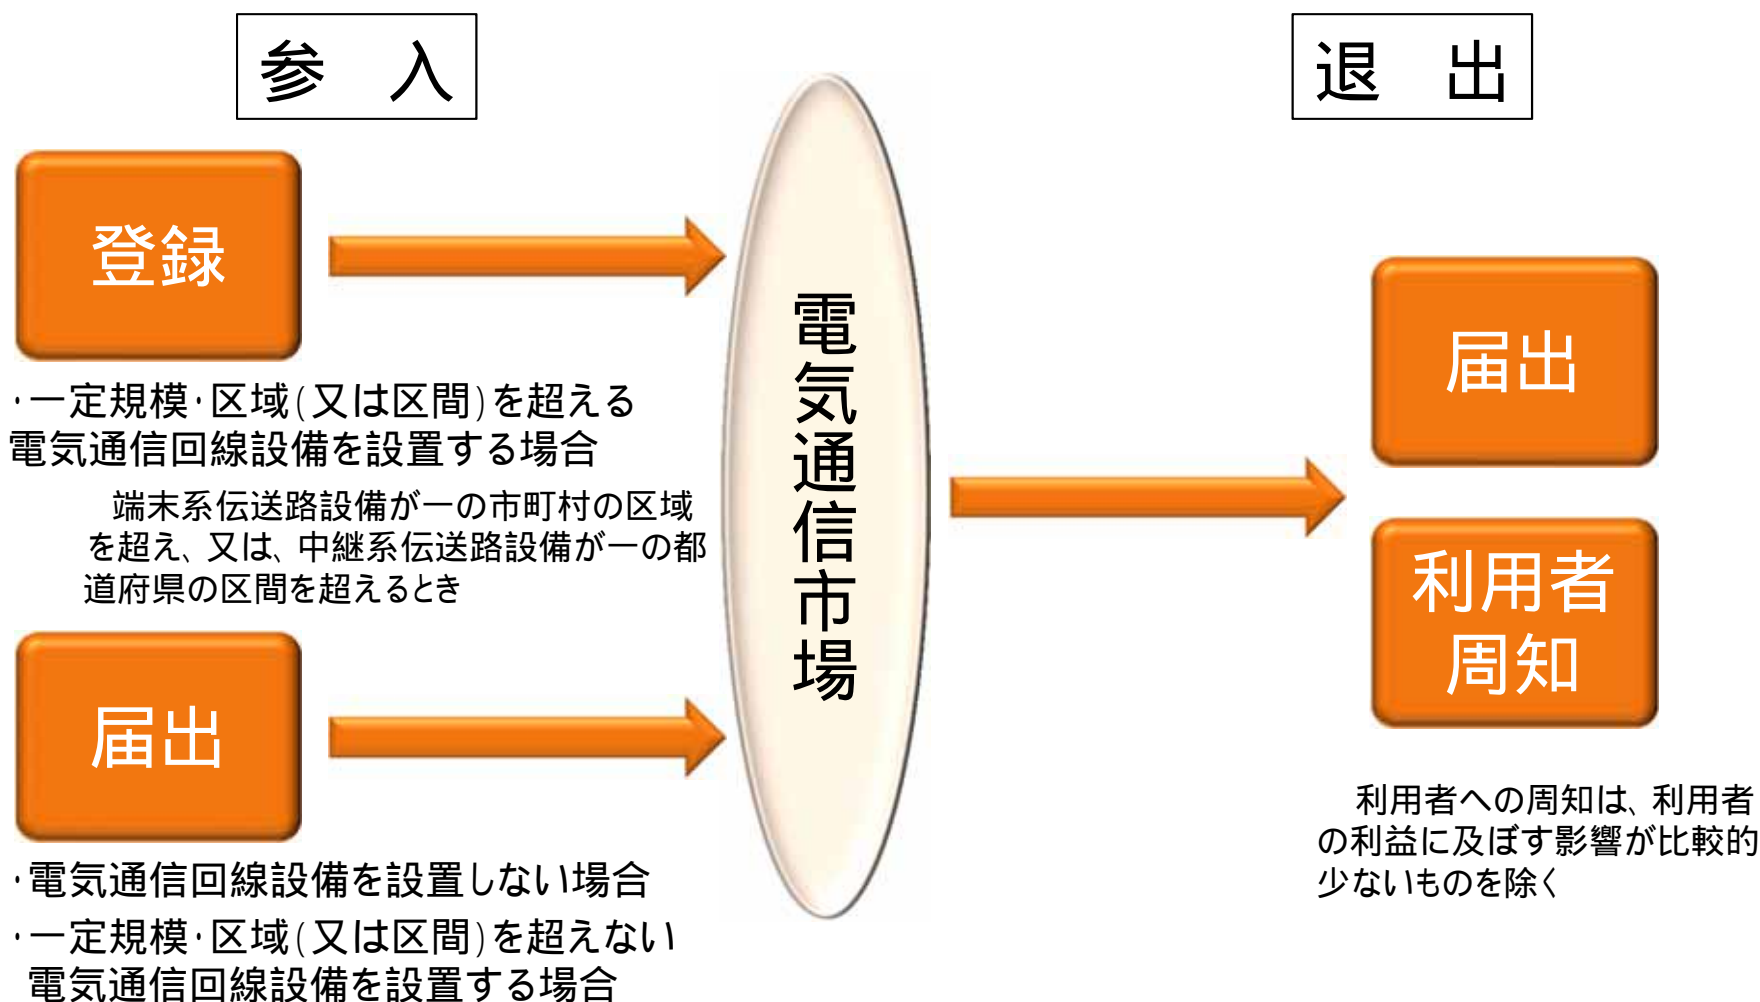 参　入
登録
・一定規模・区域(又は区間)を超える
電気通信回線設備を設置する場合
端末系伝送路設備が一の市町村の区域
を超え、又は、中継系伝送路設備が一の都
道府県の区間を超えるとき
届出
・電気通信回線設備を設置しない場合
・一定規模・区域(又は区間)を超えない
電気通信回線設備を設置する場合
電気通信市場
退　出
届出
利用者
周知
利用者への周知は、利用者
の利益に及ぼす影響が比較的
少ないものを除く